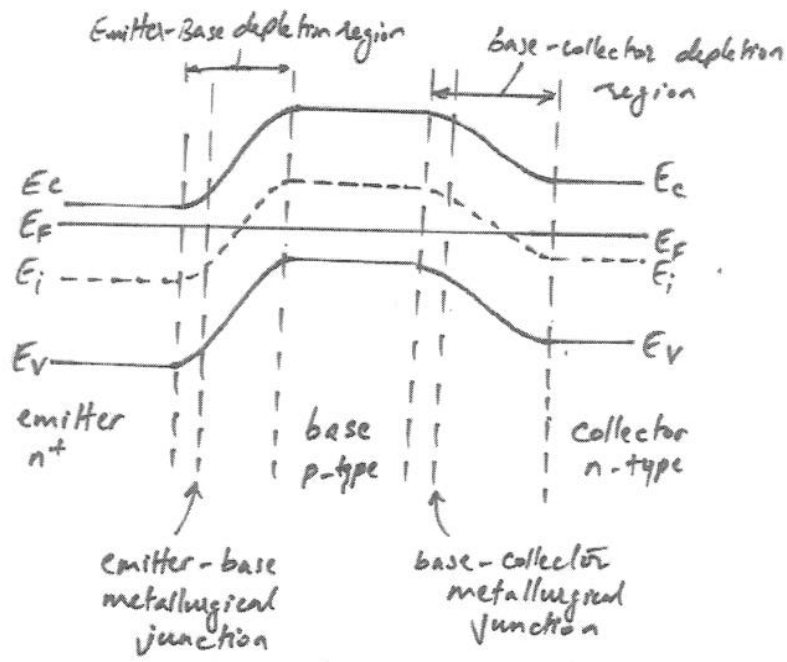 Emitter-Base depletion region
base-collector depletion
region
Ec
Ec
EF
EF
Ei
Ei
Ev
Ev
emitter
n+
base
p-type
collector
n-type
emitter-base
metallurgical
junction
base-collector
metallurgical
junction